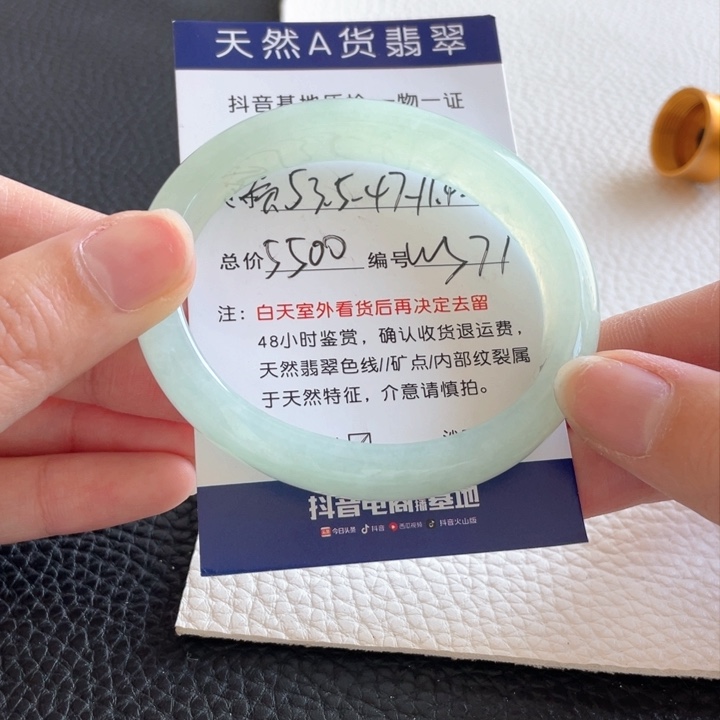 天然A货翡翠
抖音基地质检 一物一证
53.5-47-11.4
总价5500 编号W571
注：白天室外看货后再决定去留
48小时鉴赏，确认收货退运费，
天然翡翠色线//矿点/内部纹裂属
于天然特征，介意请慎拍。
抖音电商直播基地
今日头条 抖音 西瓜视频 抖音火山版